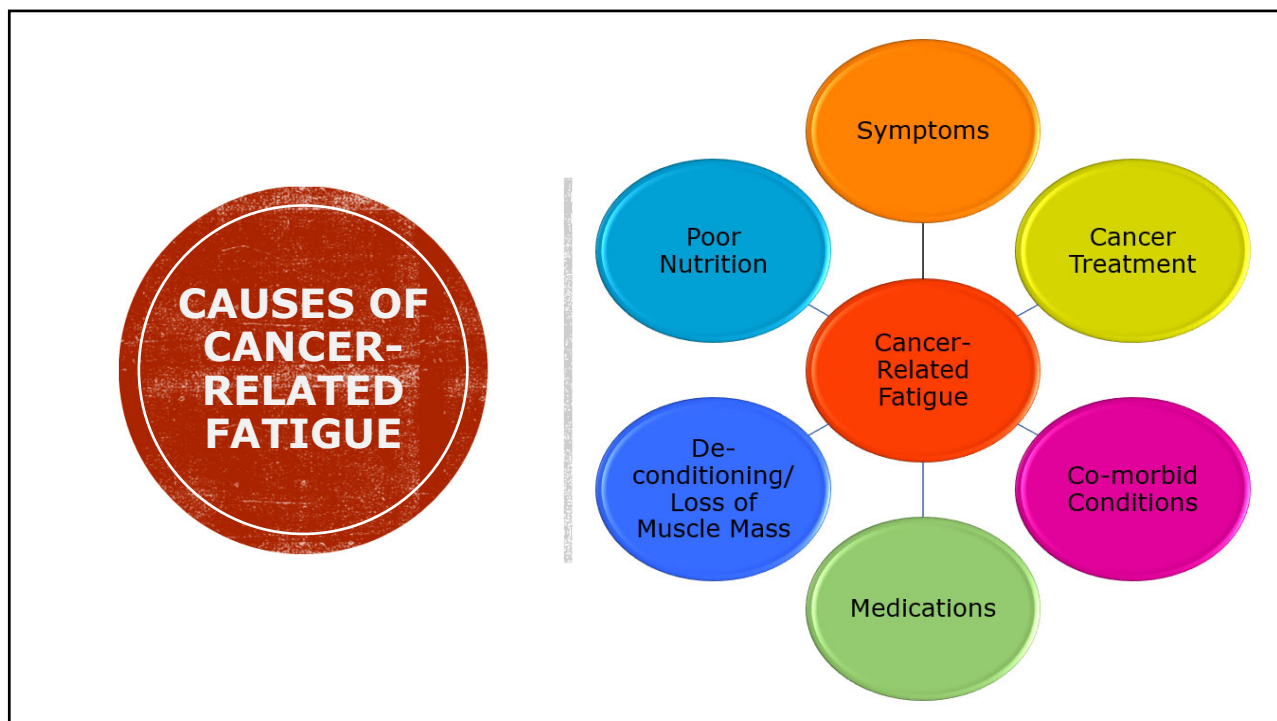 CAUSES OF
CANCER-
RELATED
FATIGUE
Symptoms
Poor
Nutrition
Cancer
Treatment
Cancer-
Related
Fatigue
De-
conditioning/
Loss of
Muscle Mass
Co-morbid
Conditions
Medications